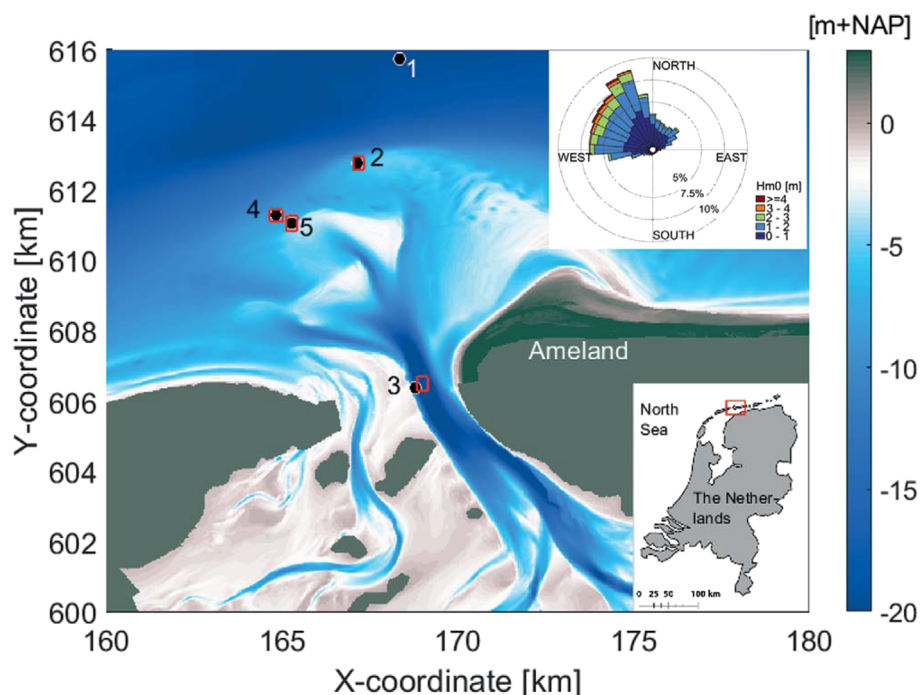 [m+NAP]
616
614
612
610
608
606
604
602
600
Y-coordinate [km]
160
165
170
175
180
X-coordinate [km]
0
-5
-10
-15
-20
1
2
4
5
3
Ameland
NORTH
WEST
EAST
SOUTH
5%
7.5%
10%
Hm0 [m]
>=4
3 - 4
2 - 3
1 - 2
0 - 1
North
Sea
The Nether-
lands
0 25 50 100 km